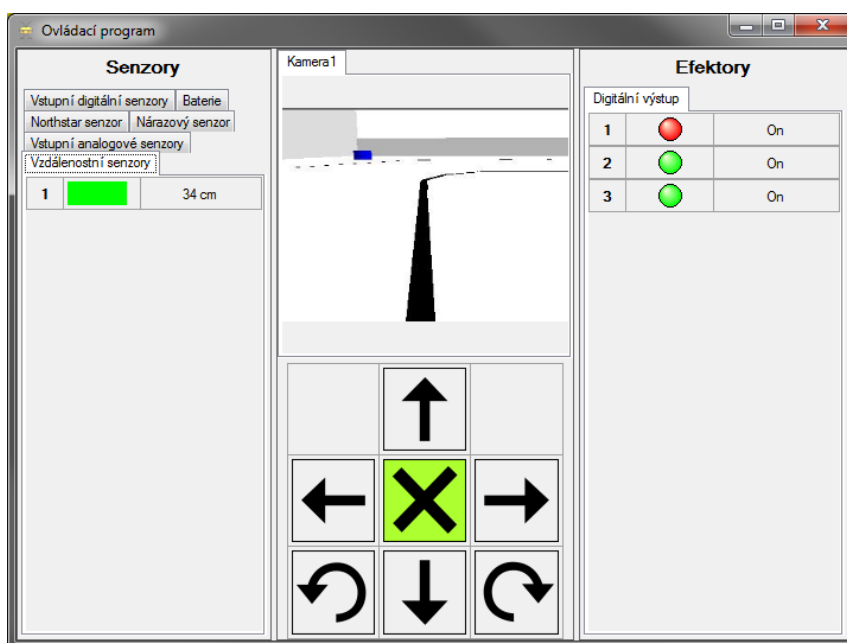 Ovládací program
Senzory
Vstupní digitální senzory Baterie
Northstar senzor Nárazový senzor
Vstupní analogové senzory
Vzdálenostní senzory
1 34 cm
Kamera1
Efektory
Digitální výstup
1 On
2 On
3 On